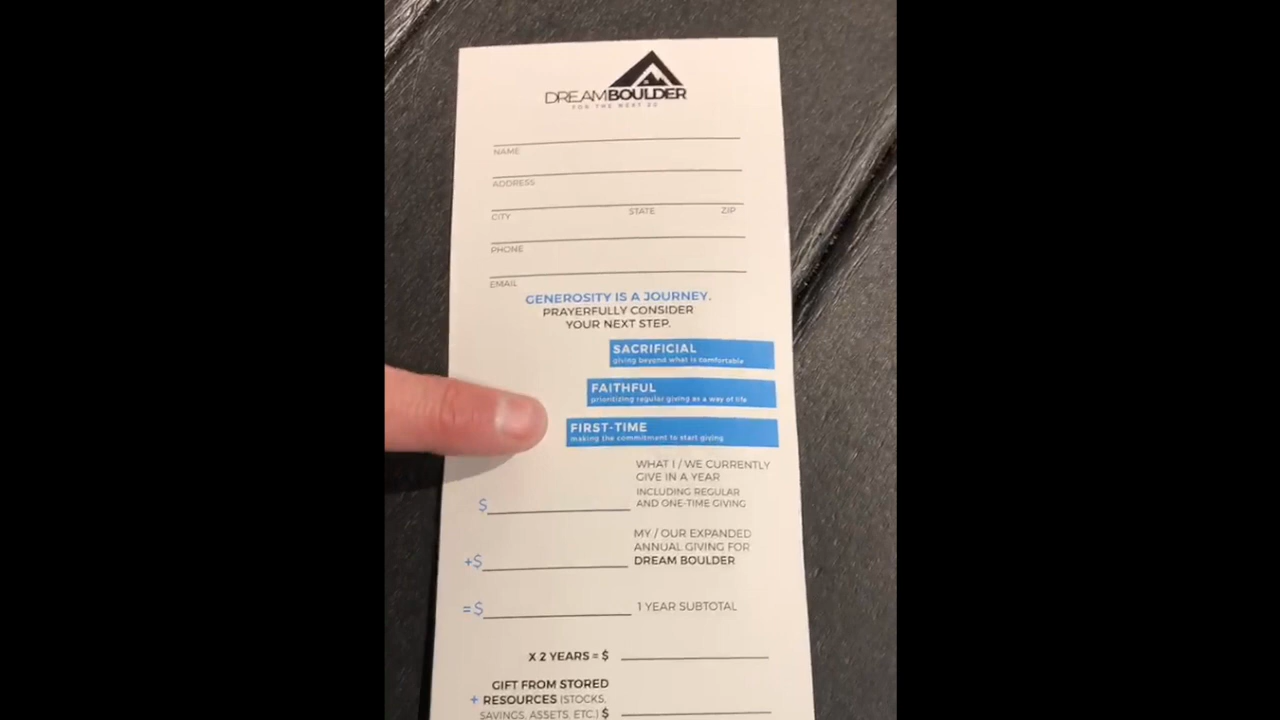 DREAMBOULDER
FOR THE NEXT 20
NAME
ADDRESS
CITY STATE ZIP
PHONE
EMAIL
GENEROSITY IS A JOURNEY.
PRAYERFULLY CONSIDER
YOUR NEXT STEP.
SACRIFICIAL
giving beyond what is comfortable
FAITHFUL
prioritizing regular giving as a way of life
FIRST-TIME
making the commitment to start giving
WHAT I / WE CURRENTLY
GIVE IN A YEAR
INCLUDING REGULAR
$ AND ONE-TIME GIVING
MY / OUR EXPANDED
ANNUAL GIVING FOR
+$ DREAM BOULDER
=$ 1 YEAR SUBTOTAL
X 2 YEARS = $
GIFT FROM STORED
+ RESOURCES (STOCKS,
SAVINGS, ASSETS, ETC.) $